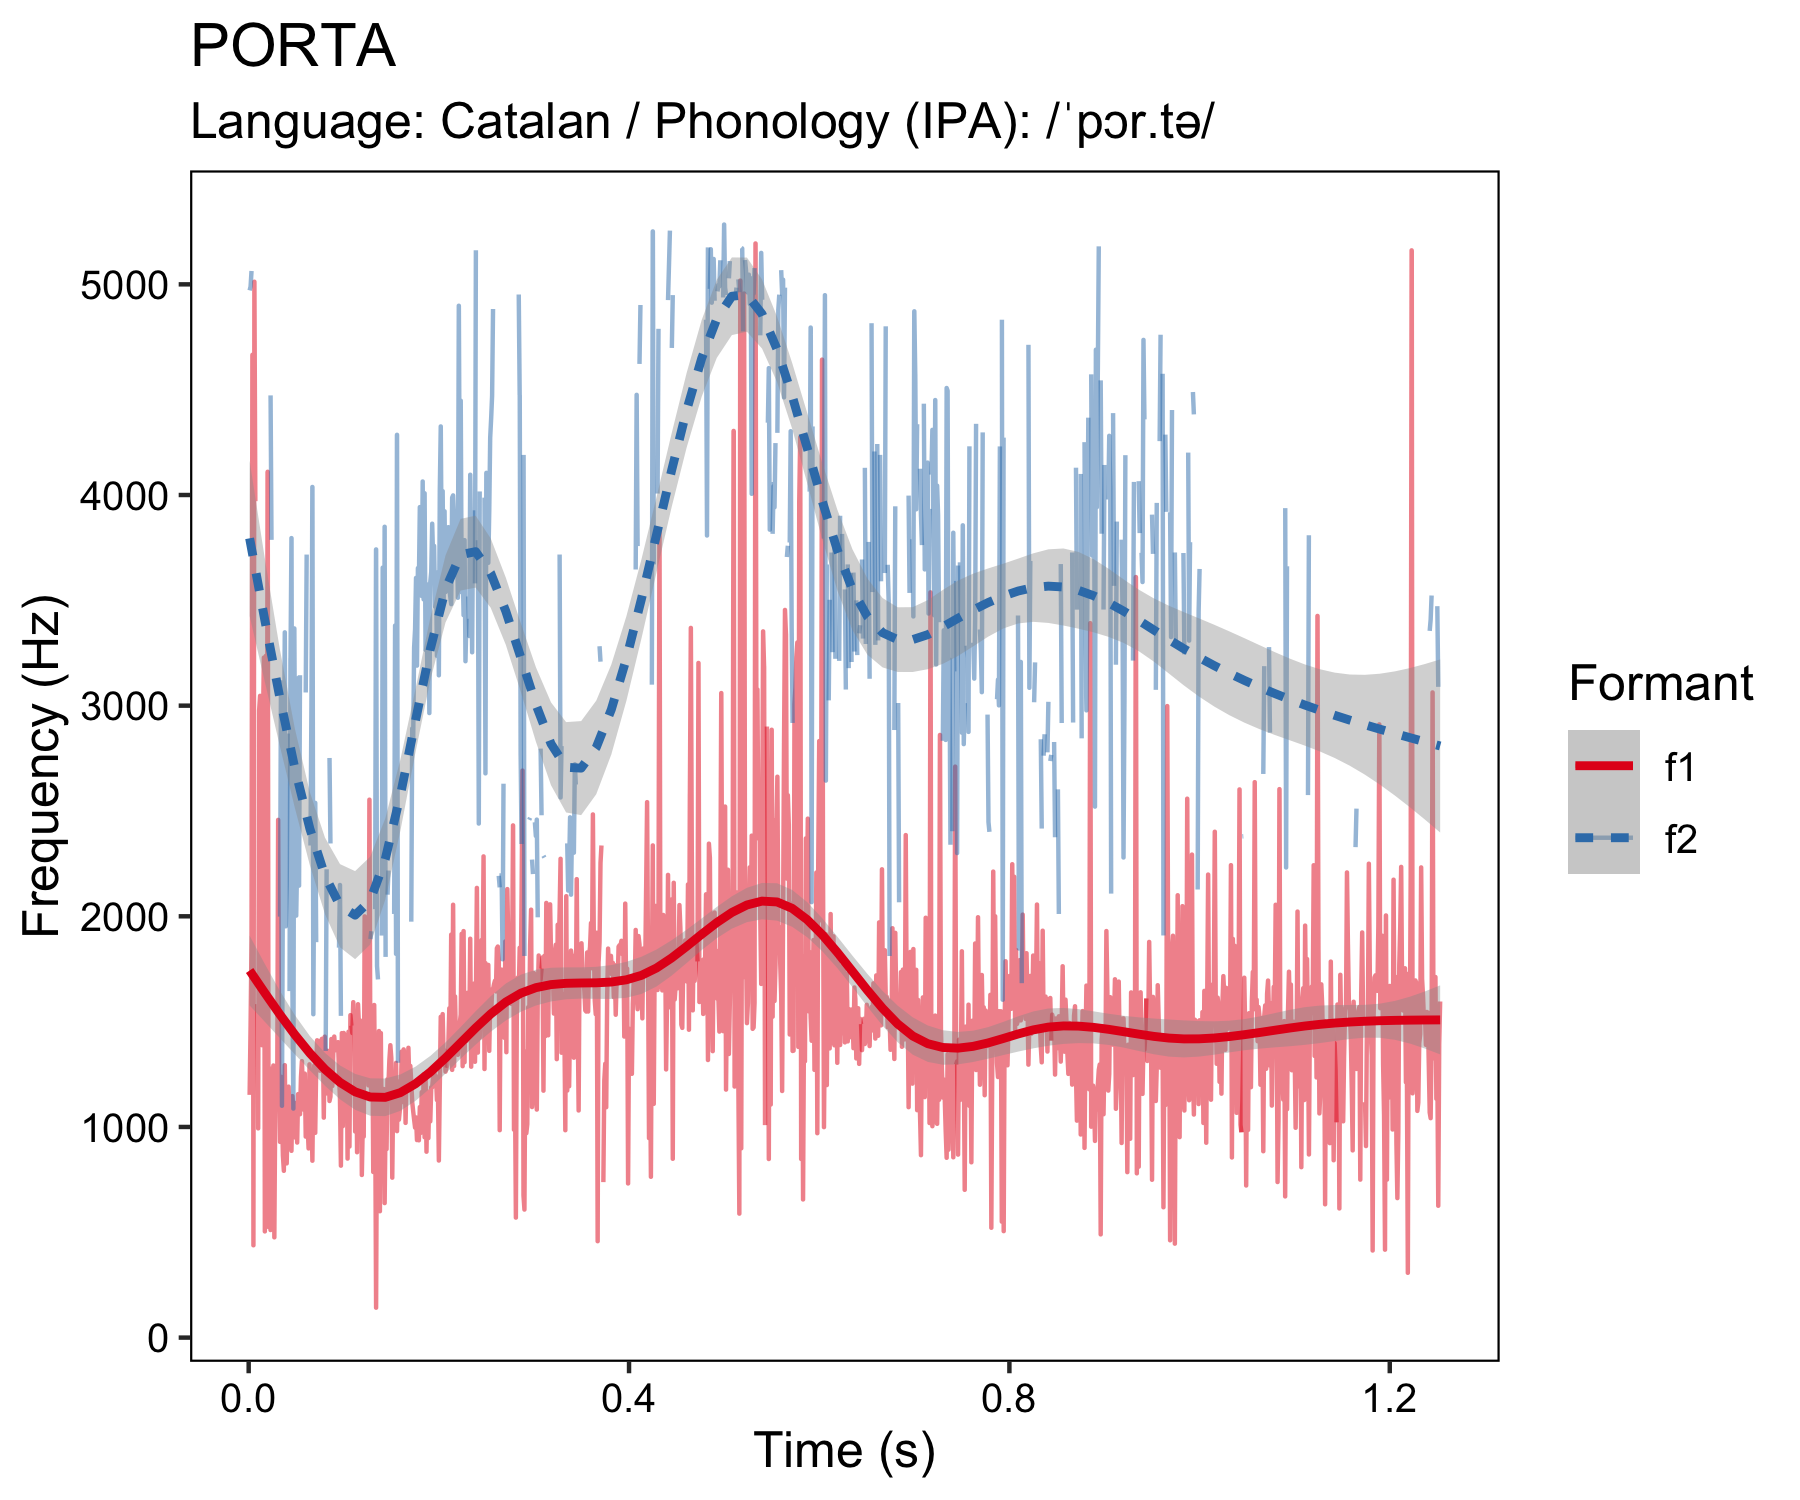 PORTA
Language: Catalan / Phonology (IPA): /ˈpɔr.tə/
5000
4000
3000
2000
1000
0
Frequency (Hz)
0.0 0.4 0.8 1.2
Time (s)
Formant
f1
f2